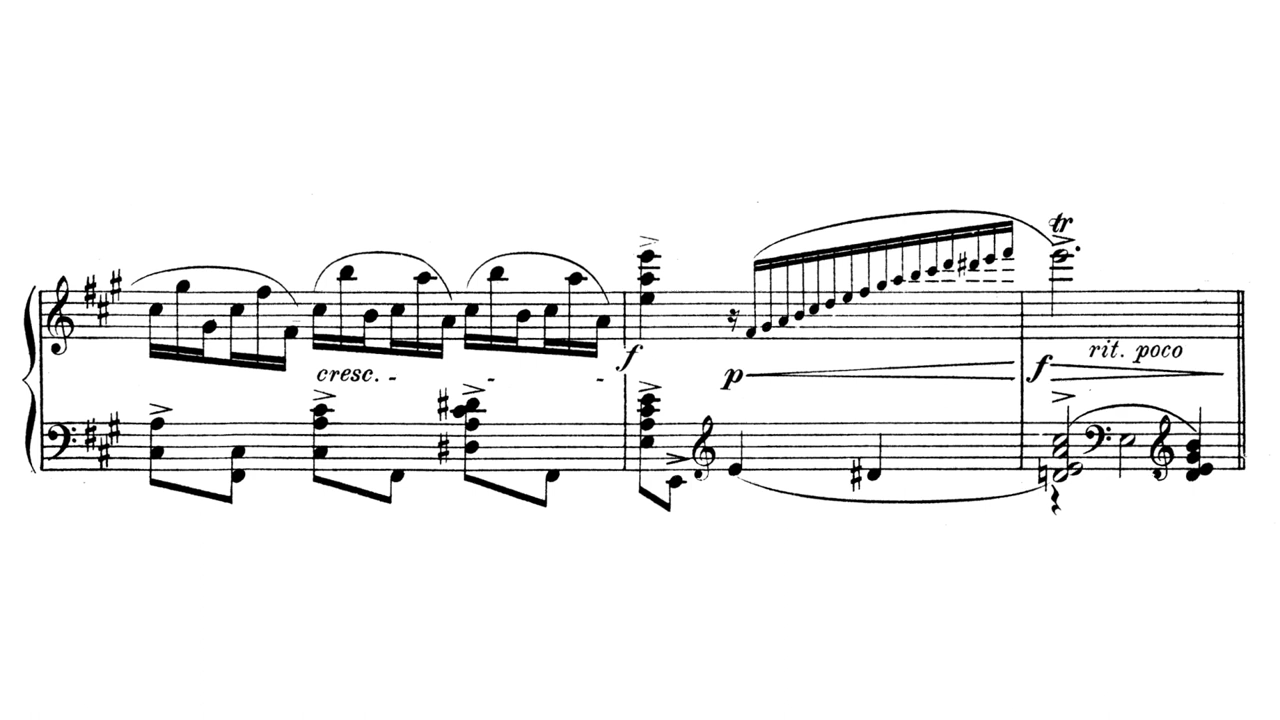 tr
f
rit. poco
cresc. - - -
p
f